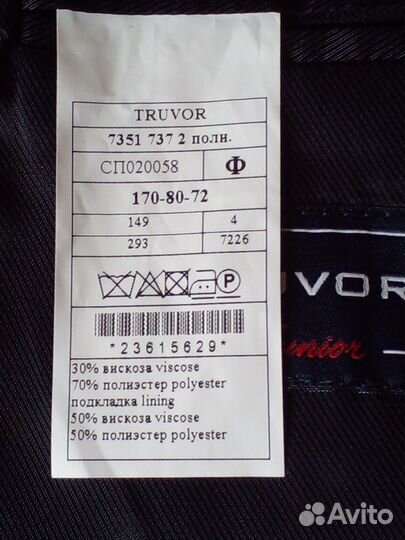 TRUVOR
7351 737 2 полн.
СП020058 Ф
170-80-72
149 4
293 7226
P
*23615629*
30% вискоза viscose
70% полиэстер polyester
подкладка lining
50% вискоза viscose
50% полиэстер polyester
UVOR
Junior
Avito